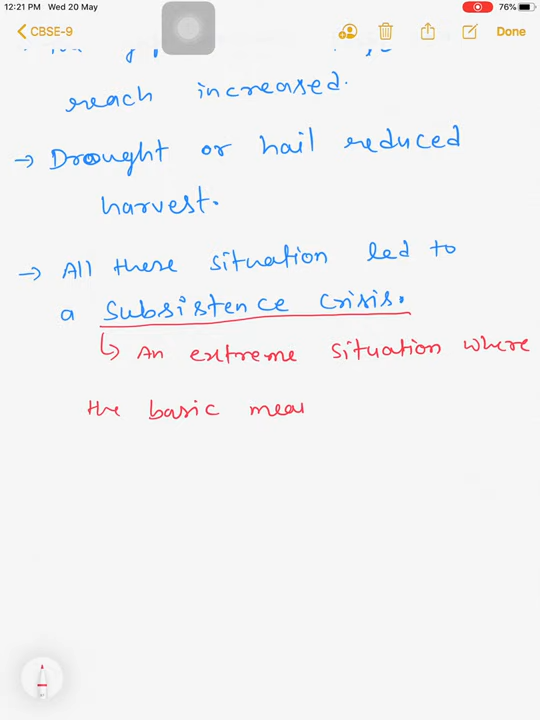 12:21 PM Wed 20 May
76%
CBSE-9
Done
reach increased.
→ Drought or hail reduced
harvest.
→ All these situation led to
a Subsistence Crisis.
↳ An extreme situation where
the basic mea